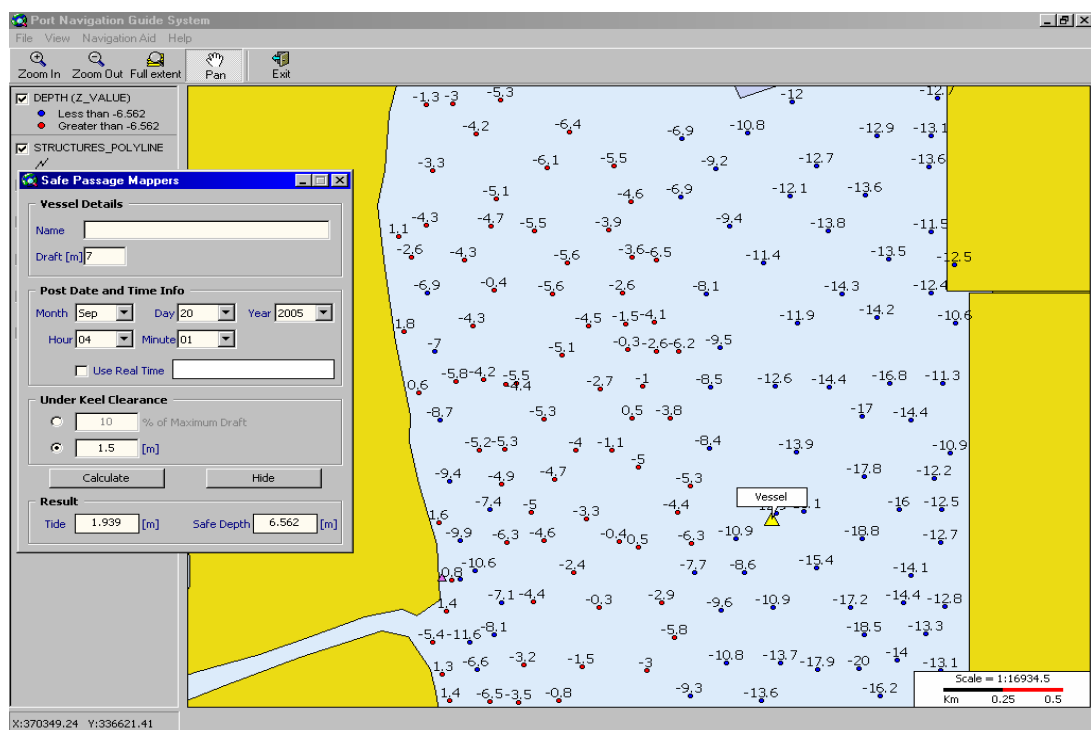 Port Navigation Guide System
File View Navigation Aid Help
Zoom In Zoom Out Full extent Pan Exit
DEPTH (Z_VALUE)
Less than -6.562
Greater than -6.562
STRUCTURES_POLYLINE
Safe Passage Mappers
Vessel Details
Name
Draft [m] 7
Post Date and Time Info
Month Sep Day 20 Year 2005
Hour 04 Minute 01
Use Real Time
Under Keel Clearance
10 % of Maximum Draft
1.5 [m]
Calculate Hide
Result
Tide 1.939 [m] Safe Depth 6.562 [m]
-1.3 -3 -5.3 -12 -12.
-4.2 -6.4 -6.9 -10.8 -12.9 -13.1
-3.3 -6.1 -5.5 -9.2 -12.7 -13.6
-5.1 -4.6 -6.9 -12.1 -13.6
1.1 -4.3 -4.7 -5.5 -3.9 -9.4 -13.8 -11.5
-2.6 -4.3 -5.6 -3.6 -6.5 -11.4 -13.5 -12.5
-6.9 -0.4 -5.6 -2.6 -8.1 -14.3 -12.4
1.8 -4.3 -4.5 -1.5 -4.1 -11.9 -14.2 -10.6
-7 -5.1 -0.3 -2.6 -6.2 -9.5
0.6 -5.8 -4.2 -5.5 -4.4 -2.7 -1 -8.5 -12.6 -14.4 -16.8 -11.3
-8.7 -5.3 0.5 -3.8 -17 -14.4
-5.2 -5.3 -4 -1.1 -8.4 -13.9 -10.9
-9.4 -4.9 -4.7 -5 -5.3 -17.8 -12.2
Vessel
1.6 -7.4 -5 -3.3 -4.4 -16 -12.5
-9.9 -6.3 -4.6 -0.4 0.5 -6.3 -10.9 -18.8 -12.7
0.8 -10.6 -2.4 -7.7 -8.6 -15.4 -14.1
1.4 -7.1 -4.4 -0.3 -2.9 -9.6 -10.9 -17.2 -14.4 -12.8
-5.4 -11.6 -8.1 -5.8 -18.5 -13.3
1.3 -6.6 -3.2 -1.5 -3 -10.8 -13.7 -17.9 -20 -14 -13.1
1.4 -6.5 -3.5 -0.8 -9.3 -13.6 -16.2
Scale = 1:16934.5
Km 0.25 0.5
X:370349.24 Y:336621.41